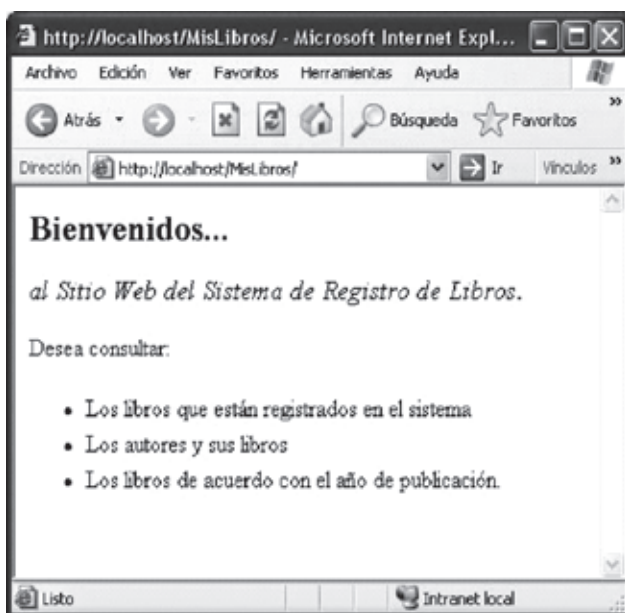 http://localhost/MisLibros/ - Microsoft Internet Expl...
Archivo Edición Ver Favoritos Herramientas Ayuda
Atrás Búsqueda Favoritos »
Dirección http://localhost/MisLibros/ Ir Vínculos »
Bienvenidos...
al Sitio Web del Sistema de Registro de Libros.
Desea consultar:
• Los libros que están registrados en el sistema
• Los autores y sus libros
• Los libros de acuerdo con el año de publicación.
Listo Intranet local